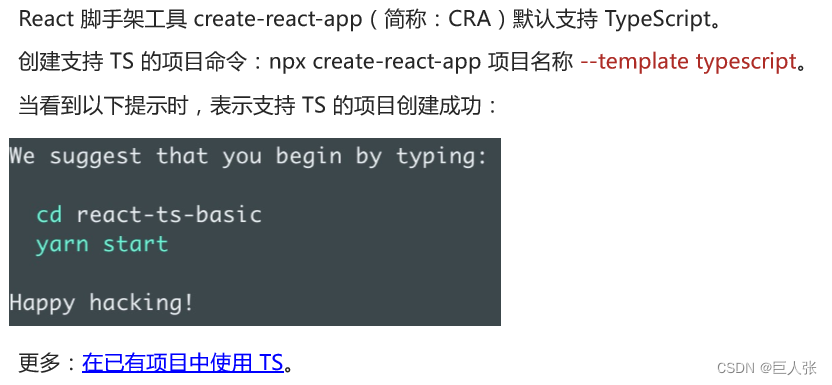 React 脚手架工具 create-react-app（简称：CRA）默认支持 TypeScript。
创建支持 TS 的项目命令：npx create-react-app 项目名称 --template typescript。
当看到以下提示时，表示支持 TS 的项目创建成功：
We suggest that you begin by typing:
cd react-ts-basic
yarn start
Happy hacking!
更多：在已有项目中使用 TS。
CSDN @巨人张